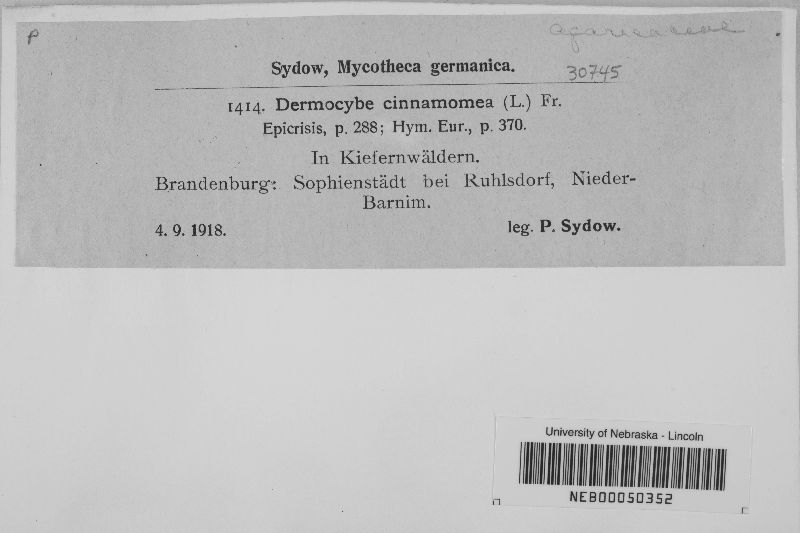 P
agaricaceae
Sydow, Mycotheca germanica.
30745
1414. Dermocybe cinnamomea (L.) Fr.
Epicrisis, p. 288; Hym. Eur., p. 370.
In Kiefernwäldern.
Brandenburg: Sophienstädt bei Ruhlsdorf, Nieder-
Barnim.
4. 9. 1918. leg. P. Sydow.
University of Nebraska - Lincoln
NEB00050352